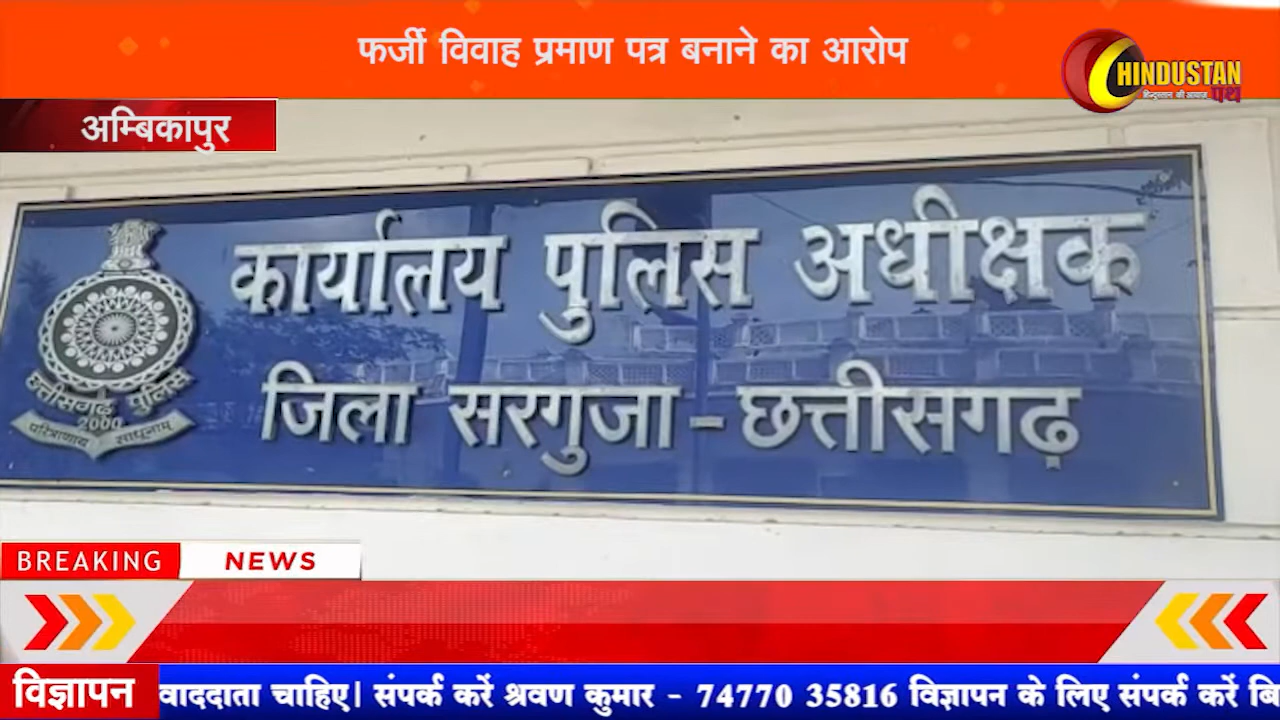 फर्जी विवाह प्रमाण पत्र बनाने का आरोप
HINDUSTAN
पथ
अम्बिकापुर
कार्यालय पुलिस अधीक्षक
जिला सरगुजा - छत्तीसगढ़
छत्तीसगढ़ पुलिस
2000
परित्राणाय साधूनाम्
BREAKING NEWS
विज्ञापन
वाददाता चाहिए| संपर्क करें श्रवण कुमार - 74770 35816 विज्ञापन के लिए संपर्क करें बि